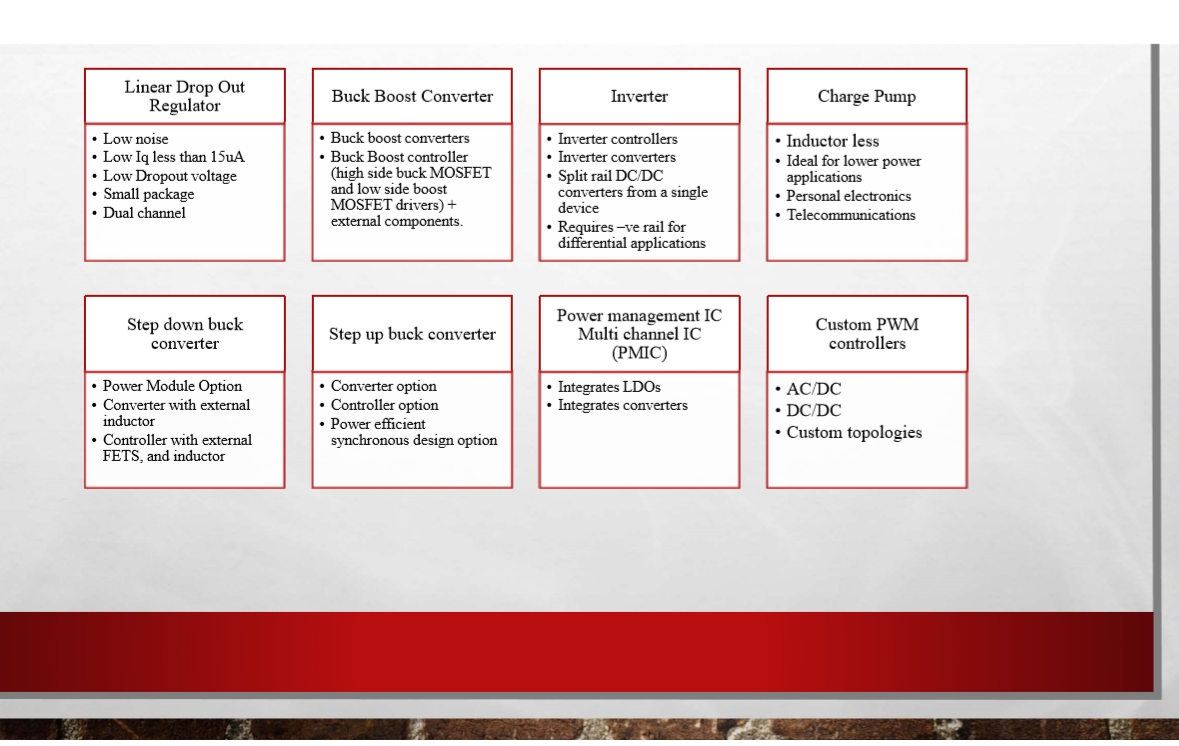 Linear Drop Out
Regulator
• Low noise
• Low Iq less than 15uA
• Low Dropout voltage
• Small package
• Dual channel
Buck Boost Converter
• Buck boost converters
• Buck Boost controller
(high side buck MOSFET
and low side boost
MOSFET drivers) +
external components.
Inverter
• Inverter controllers
• Inverter converters
• Split rail DC/DC
converters from a single
device
• Requires –ve rail for
differential applications
Charge Pump
• Inductor less
• Ideal for lower power
applications
• Personal electronics
• Telecommunications
Step down buck
converter
• Power Module Option
• Converter with external
inductor
• Controller with external
FETS, and inductor
Step up buck converter
• Converter option
• Controller option
• Power efficient
synchronous design option
Power management IC
Multi channel IC
(PMIC)
• Integrates LDOs
• Integrates converters
Custom PWM
controllers
• AC/DC
• DC/DC
• Custom topologies